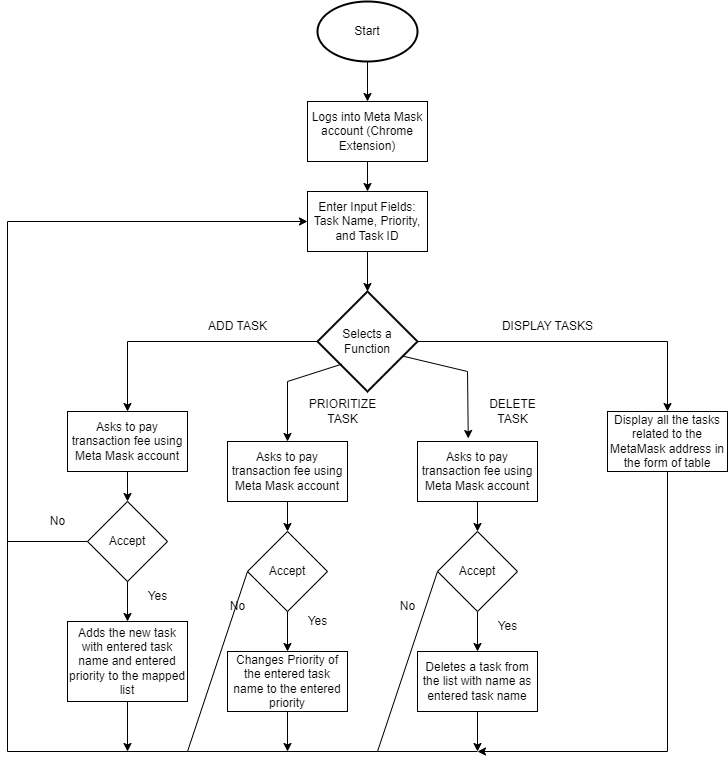 Start
Logs into Meta Mask
account (Chrome
Extension)
Enter Input Fields:
Task Name, Priority,
and Task ID
Selects a
Function
ADD TASK
DISPLAY TASKS
PRIORITIZE
TASK
DELETE
TASK
Asks to pay
transaction fee using
Meta Mask account
Asks to pay
transaction fee using
Meta Mask account
Asks to pay
transaction fee using
Meta Mask account
Display all the tasks
related to the
MetaMask address in
the form of table
No
Accept
Yes
Accept
No
Yes
Accept
No
Yes
Adds the new task
with entered task
name and entered
priority to the mapped
list
Changes Priority of
the entered task
name to the entered
priority
Deletes a task from
the list with name as
entered task name